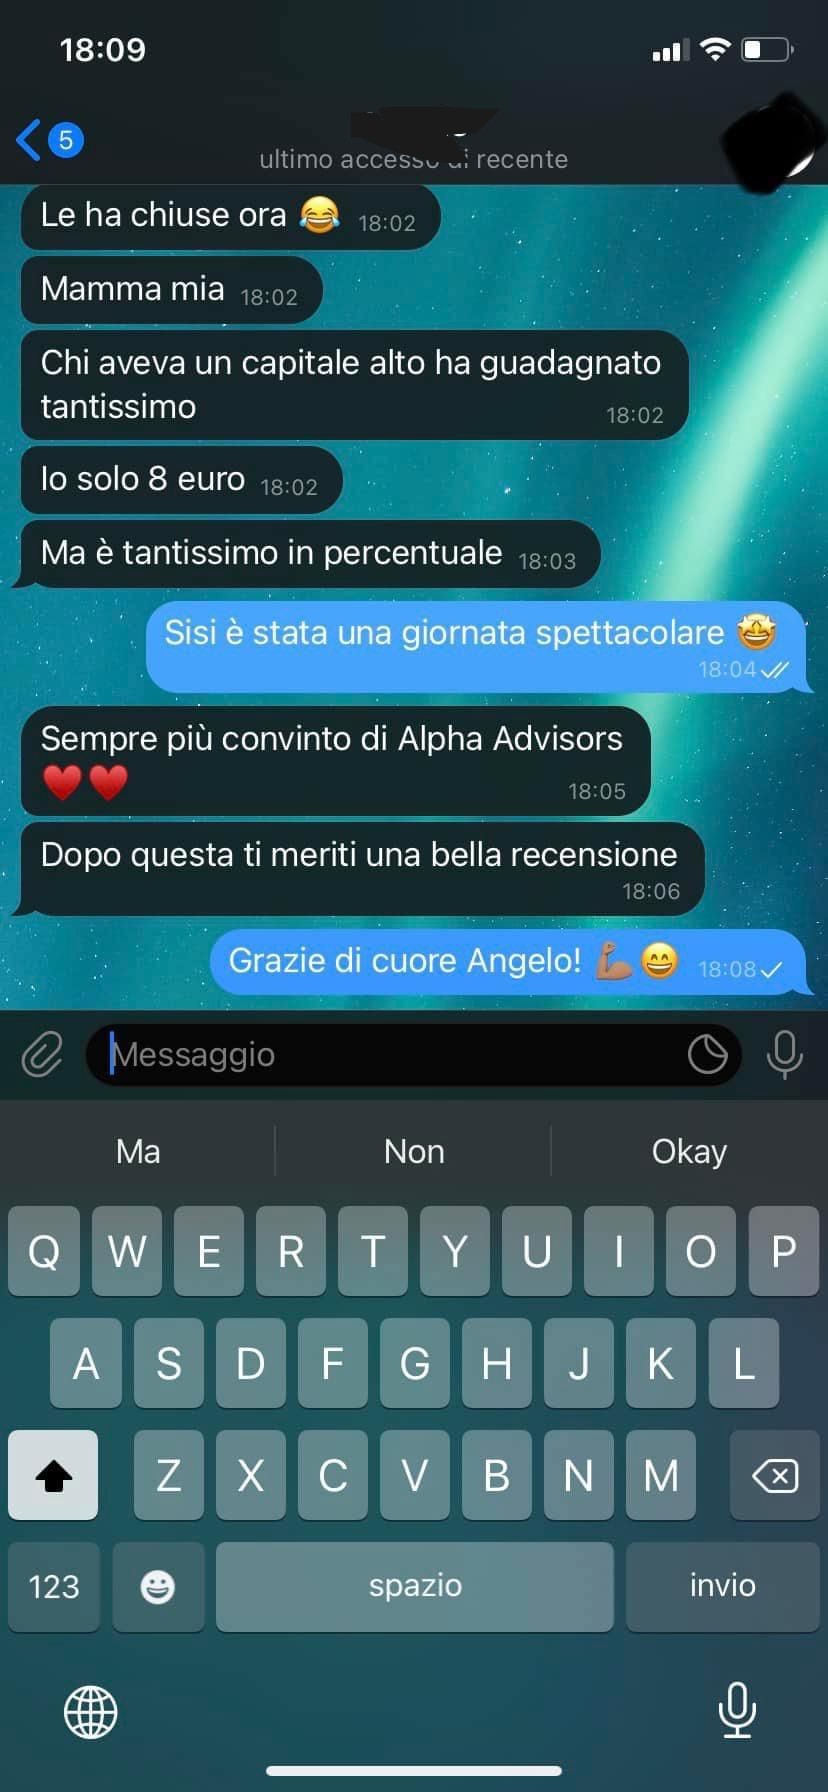 18:09
5
ultimo accesso di recente
Le ha chiuse ora 😂 18:02
Mamma mia 18:02
Chi aveva un capitale alto ha guadagnato
tantissimo 18:02
Io solo 8 euro 18:02
Ma è tantissimo in percentuale 18:03
Sisi è stata una giornata spettacolare 🤩
18:04
Sempre più convinto di Alpha Advisors
♥️♥️ 18:05
Dopo questa ti meriti una bella recensione
18:06
Grazie di cuore Angelo! 💪🏽😄 18:08
Messaggio
Ma Non Okay
Q W E R T Y U I O P
A S D F G H J K L
Z X C V B N M
123 spazio invio